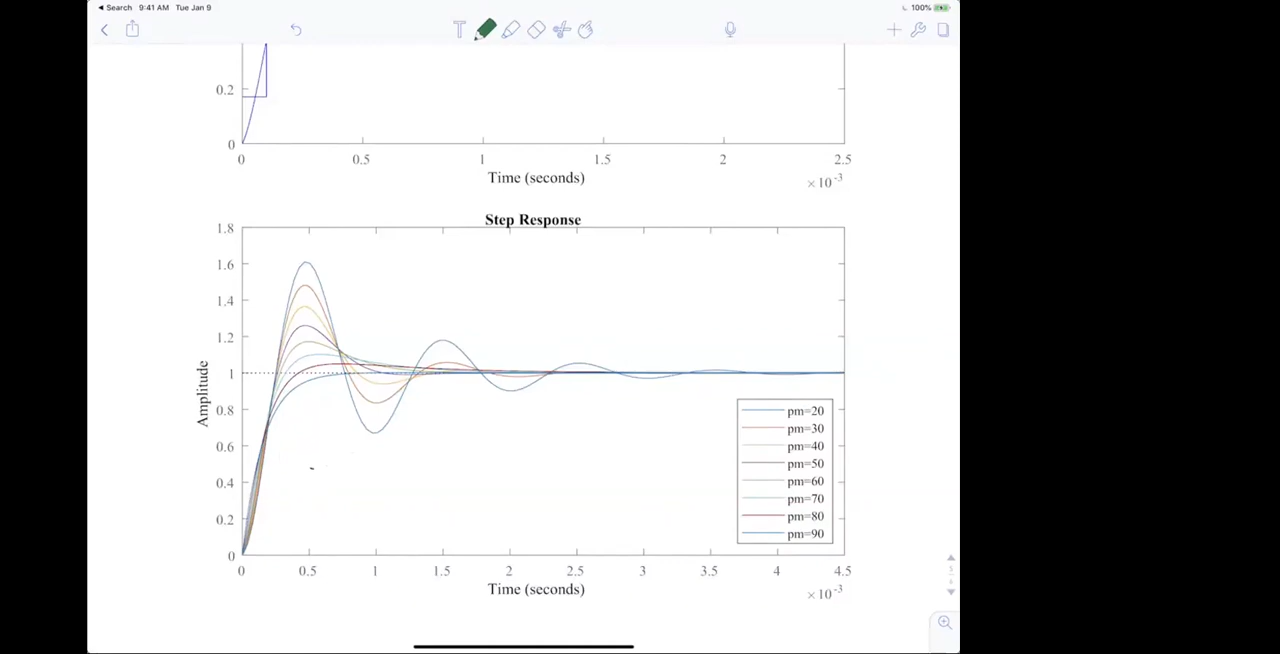 Search 9:41 AM Tue Jan 9 100%
T
0.2
0
0 0.5 1 1.5 2 2.5
Time (seconds)
×10-3
Step Response
1.8
1.6
1.4
1.2
1
0.8
0.6
0.4
0.2
0
Amplitude
pm=20
pm=30
pm=40
pm=50
pm=60
pm=70
pm=80
pm=90
0 0.5 1 1.5 2 2.5 3 3.5 4 4.5
Time (seconds)
×10-3